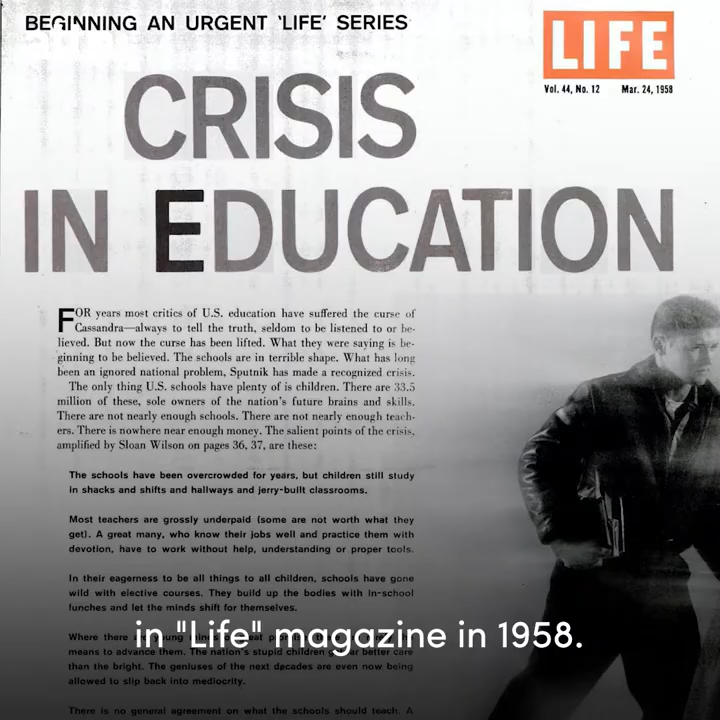 BEGINNING AN URGENT 'LIFE' SERIES
LIFE
Vol. 44, No. 12 Mar. 24, 1958
CRISIS
IN EDUCATION
FOR years most critics of U.S. education have suffered the curse of
Cassandra—always to tell the truth, seldom to be listened to or be-
lieved. But now the curse has been lifted. What they were saying is be-
ginning to be believed. The schools are in terrible shape. What has long
been an ignored national problem, Sputnik has made a recognized crisis.
The only thing U.S. schools have plenty of is children. There are 33.5
million of these, sole owners of the nation's future brains and skills.
There are not nearly enough schools. There are not nearly enough teach-
ers. There is nowhere near enough money. The salient points of the crisis,
amplified by Sloan Wilson on pages 36, 37, are these:
The schools have been overcrowded for years, but children still study
in shacks and shifts and hallways and jerry-built classrooms.
Most teachers are grossly underpaid (some are not worth what they
get). A great many, who know their jobs well and practice them with
devotion, have to work without help, understanding or proper tools.
In their eagerness to be all things to all children, schools have gone
wild with elective courses. They build up the bodies with in-school
lunches and let the minds shift for themselves.
Where there are young
in "Life" magazine in 1958.
means to advance them. The nation's stupid children better care
than the bright. The geniuses of the next decades are even now being
allowed to slip back into mediocrity.
There is no general agreement on what the schools should teach. A